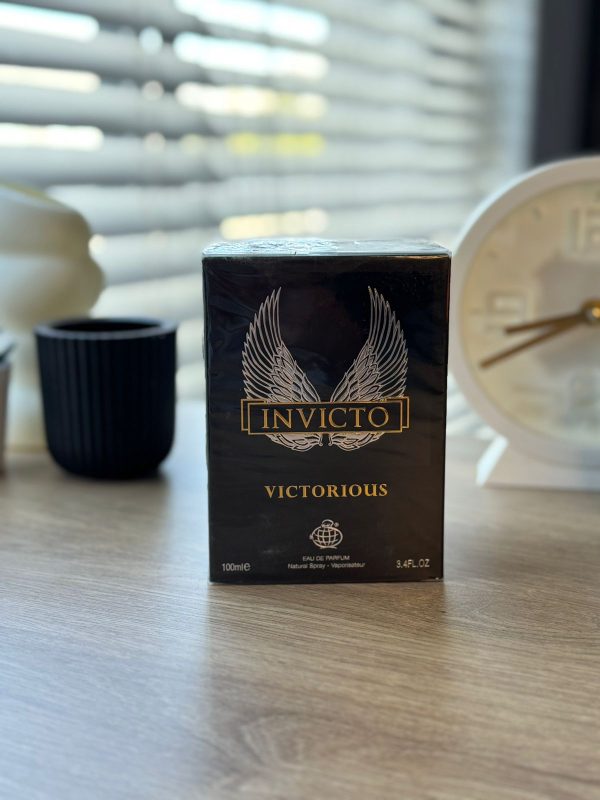 INVICTO
VICTORIOUS
EAU DE PARFUM
100ml℮ Natural Spray - Vaporisateur 3.4FL.OZ